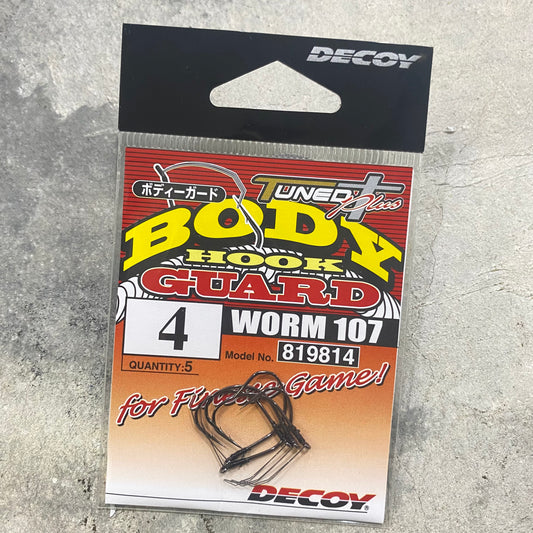 DECOY
TUNED Plus
ボディーガード
BODY
HOOK
GUARD
4
WORM 107
QUANTITY:5
Model No. 819814
for Finesse Game!
DECOY®